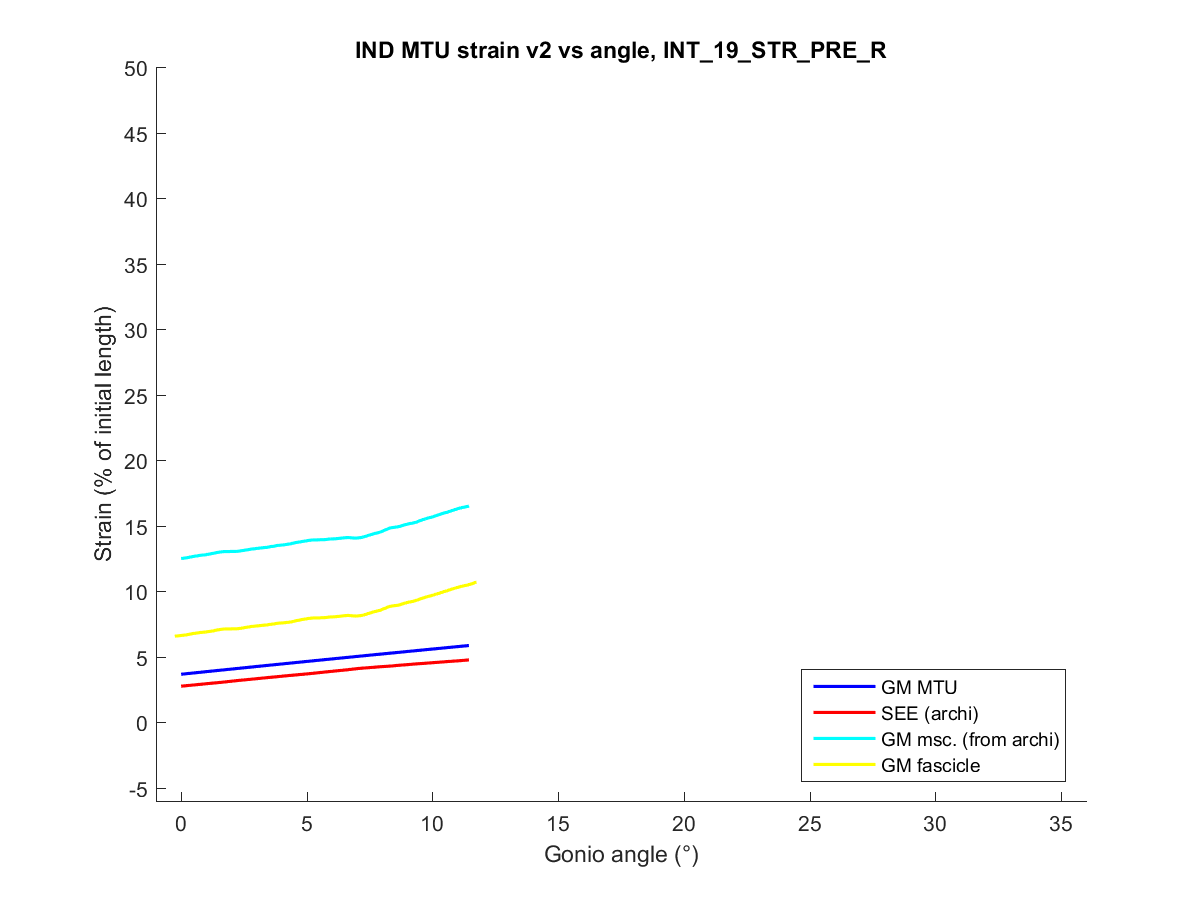 IND MTU strain v2 vs angle, INT_19_STR_PRE_R
50
45
40
35
30
25
20
15
10
5
0
-5
Strain (% of initial length)
0 5 10 15 20 25 30 35
Gonio angle (°)
GM MTU
SEE (archi)
GM msc. (from archi)
GM fascicle